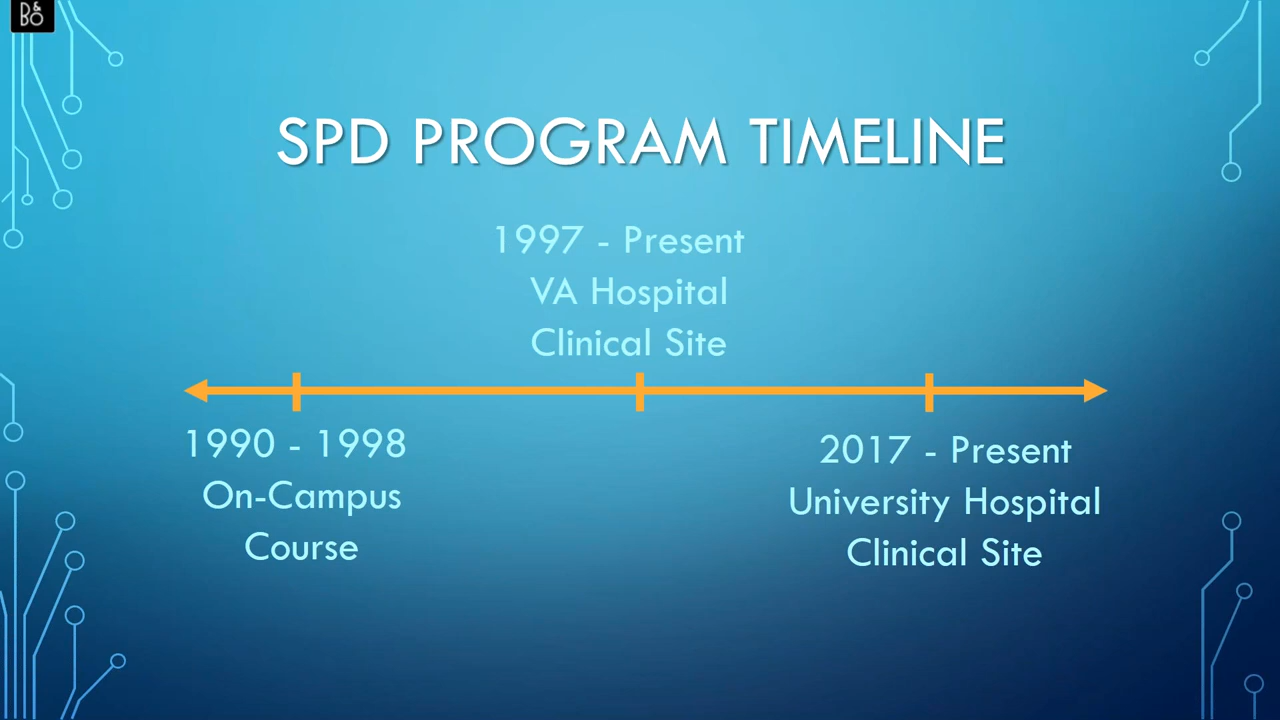 B&O
SPD PROGRAM TIMELINE
1997 - Present
VA Hospital
Clinical Site
1990 - 1998
On-Campus
Course
2017 - Present
University Hospital
Clinical Site